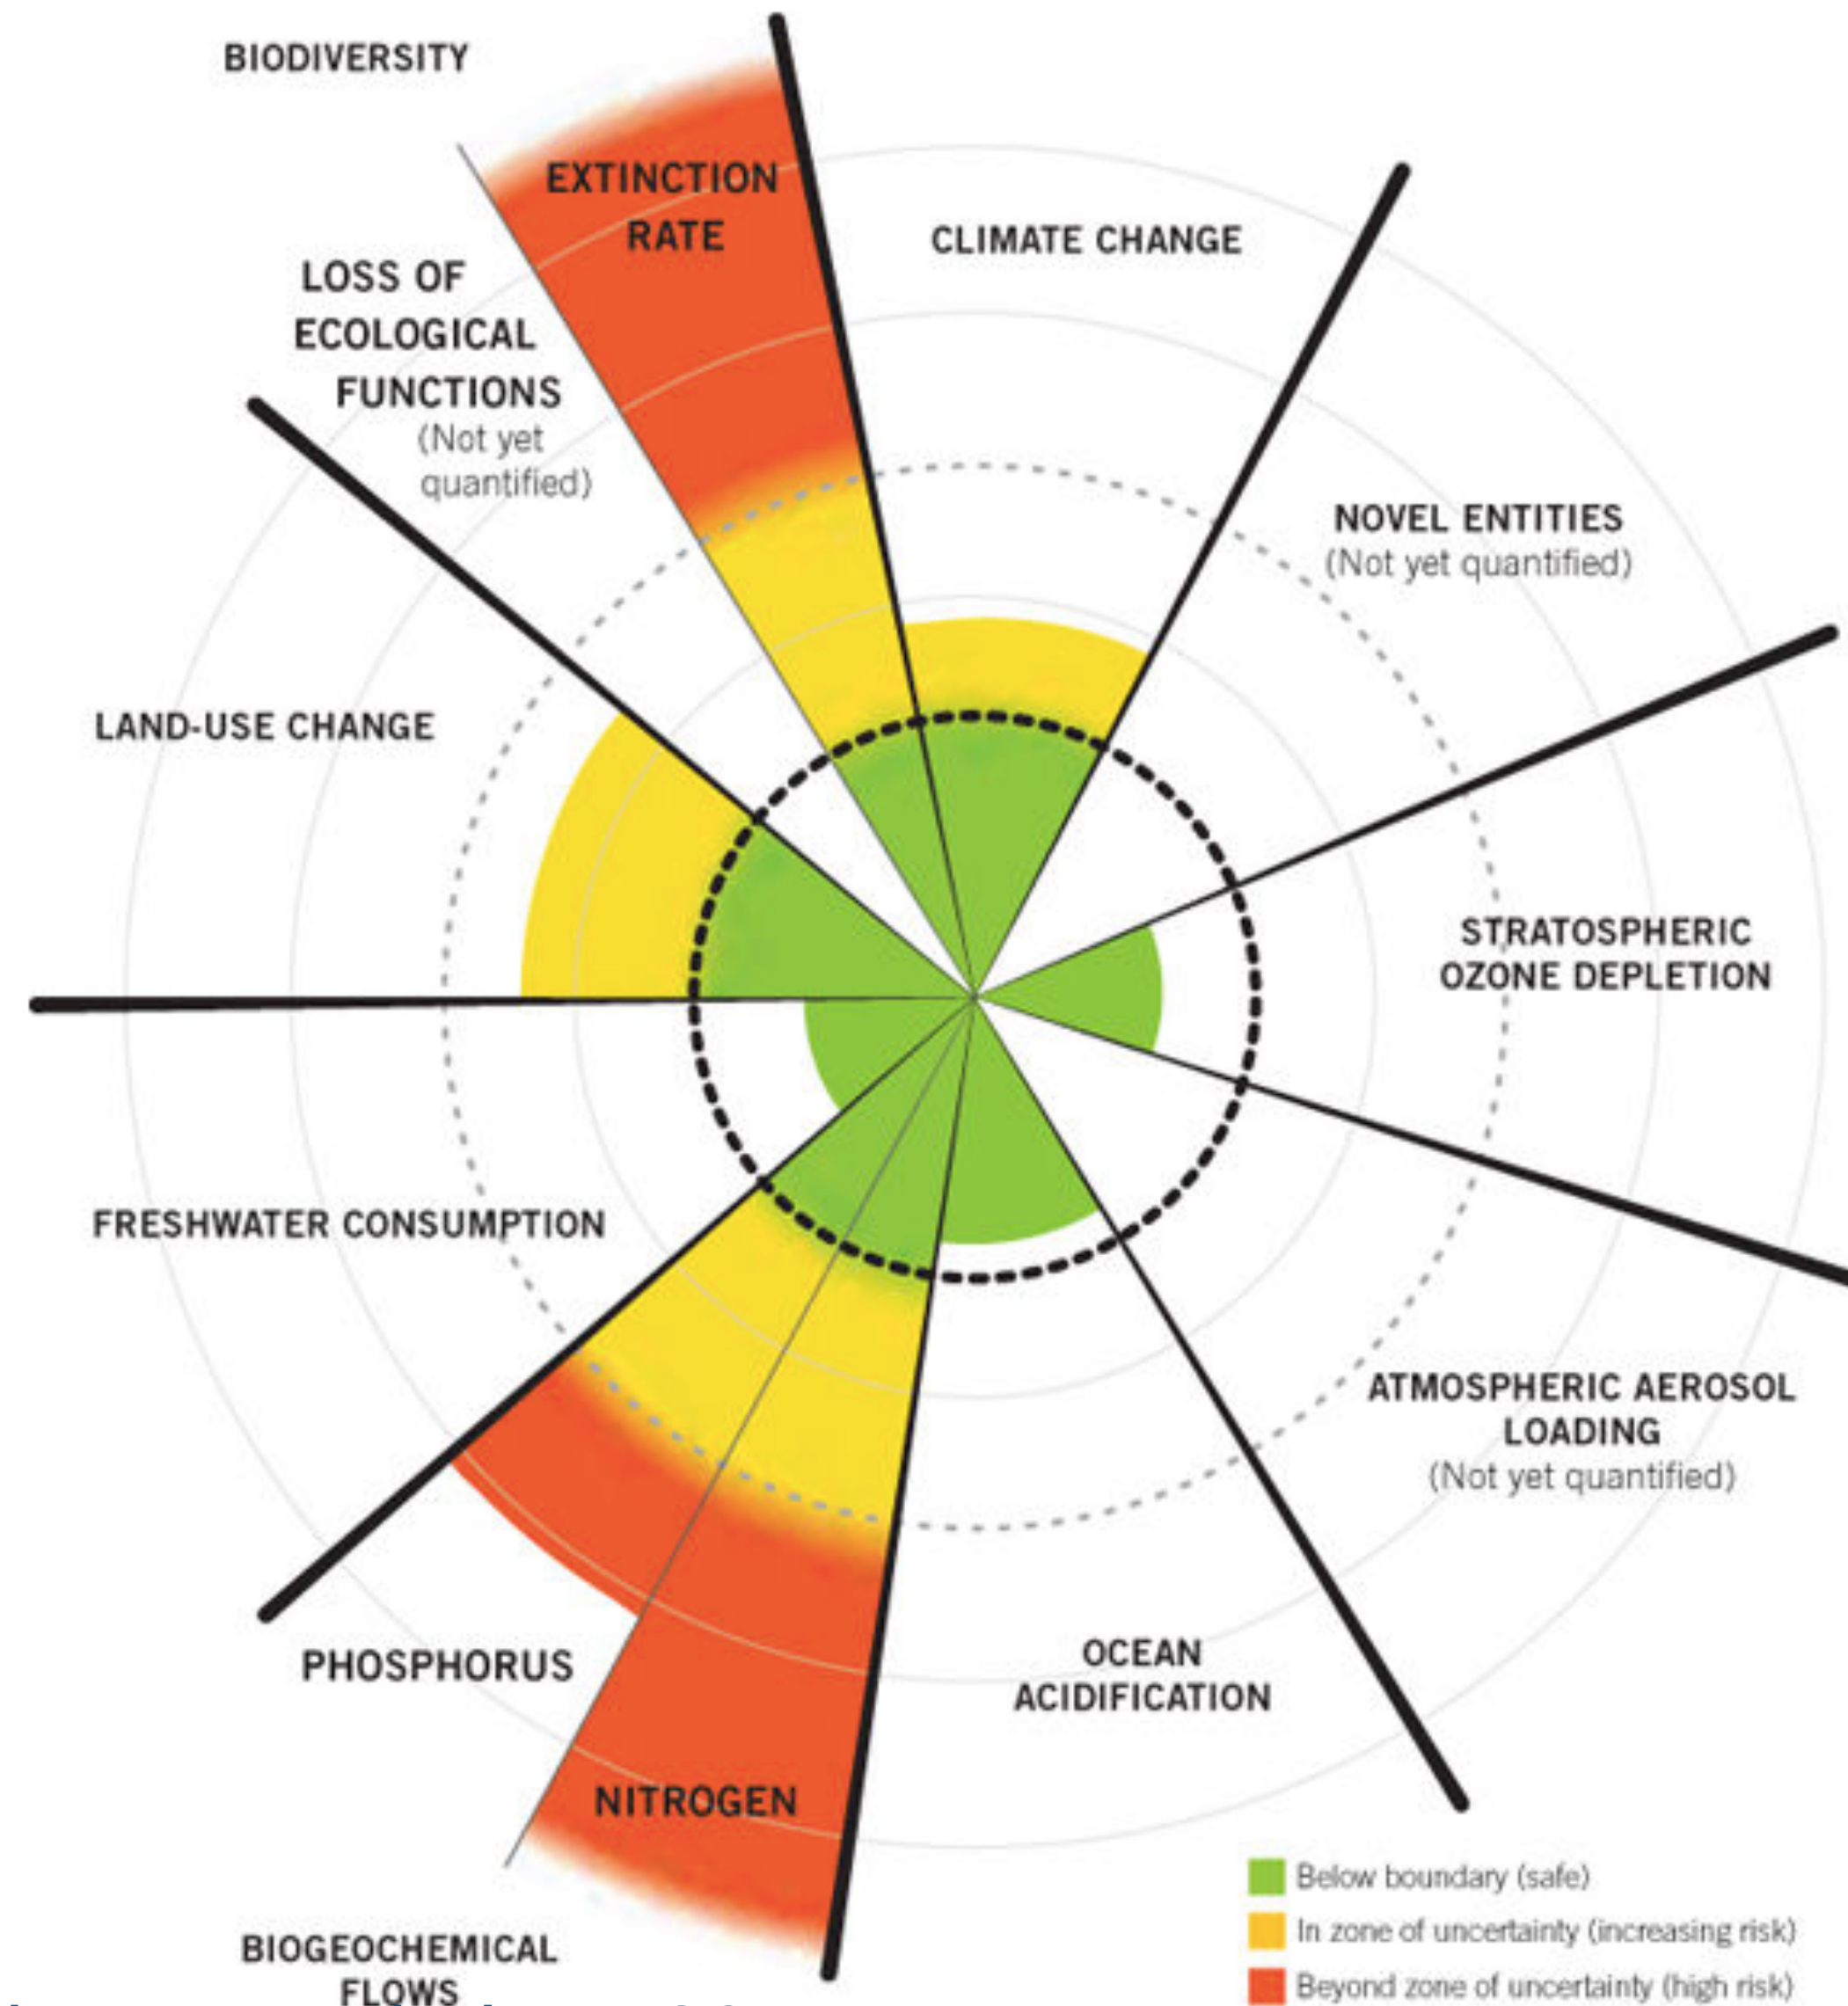 BIODIVERSITY
EXTINCTION
RATE
CLIMATE CHANGE
LOSS OF
ECOLOGICAL
FUNCTIONS
(Not yet
quantified)
NOVEL ENTITIES
(Not yet quantified)
LAND-USE CHANGE
STRATOSPHERIC
OZONE DEPLETION
FRESHWATER CONSUMPTION
ATMOSPHERIC AEROSOL
LOADING
(Not yet quantified)
PHOSPHORUS
OCEAN
ACIDIFICATION
NITROGEN
BIOGEOCHEMICAL
FLOWS
Below boundary (safe)
In zone of uncertainty (increasing risk)
Beyond zone of uncertainty (high risk)